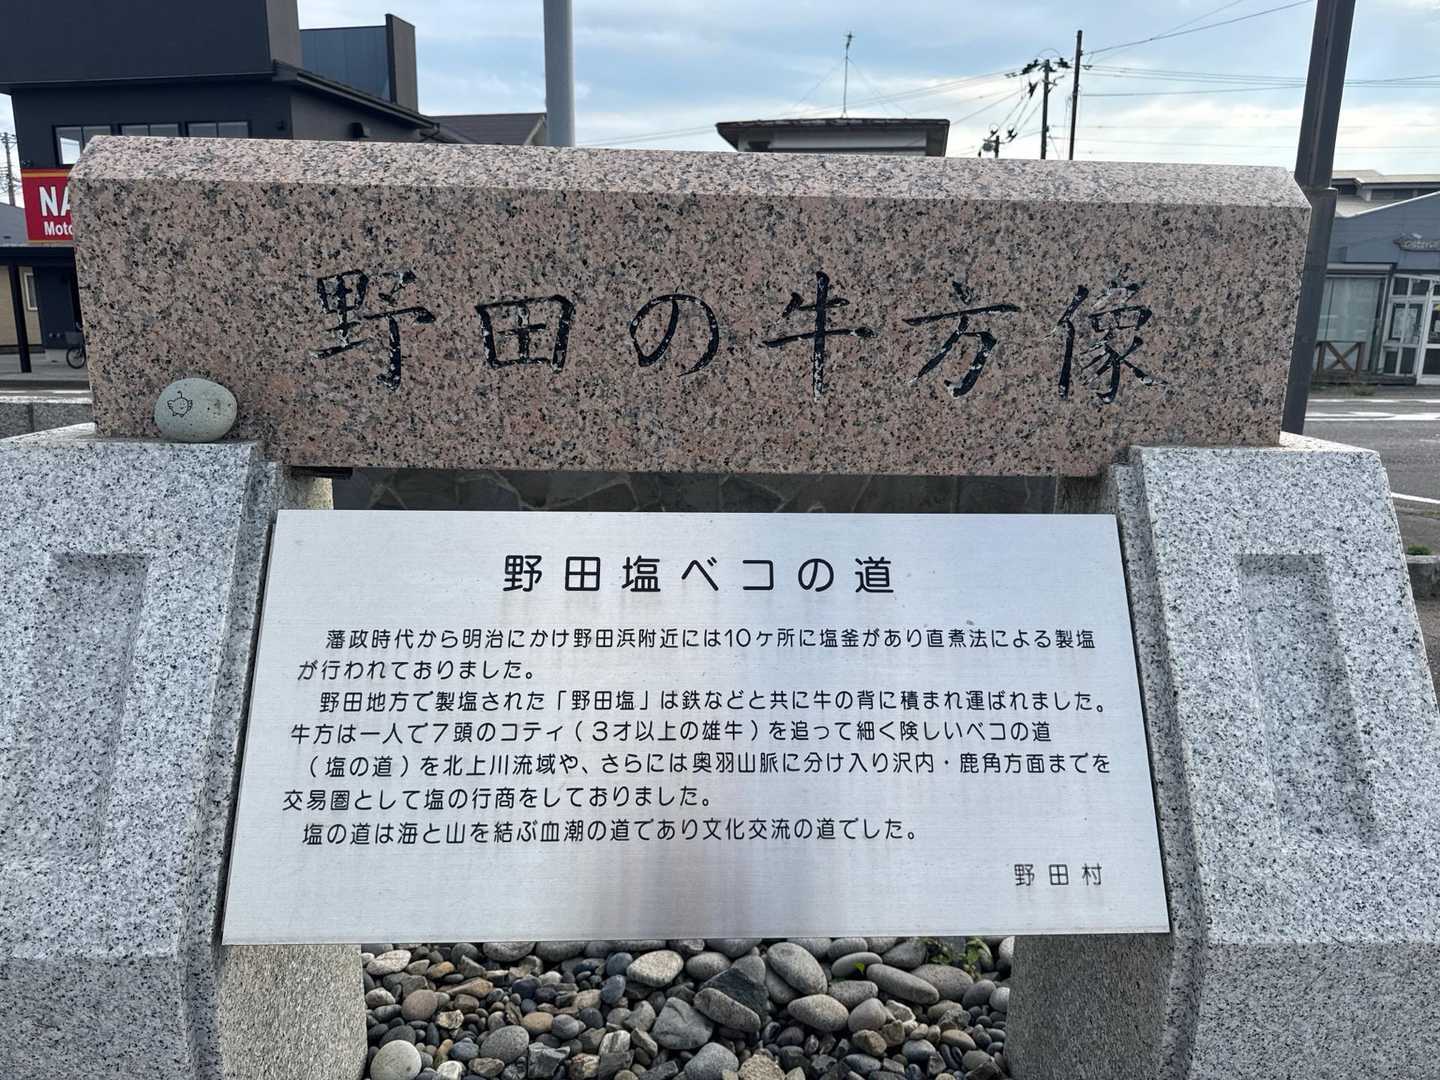 NA
Moto
野田の牛方像
野田塩ベコの道
藩政時代から明治にかけ野田浜附近には10ヶ所に塩釜があり直煮法による製塩
が行われておりました。
野田地方で製塩された「野田塩」は鉄などと共に牛の背に積まれ運ばれました。
牛方は一人で7頭のコティ(3才以上の雄牛)を追って細く険しいベコの道
(塩の道)を北上川流域や、さらには奥羽山脈に分け入り沢内・鹿角方面までを
交易圏として塩の行商をしておりました。
塩の道は海と山を結ぶ血潮の道であり文化交流の道でした。
野田村